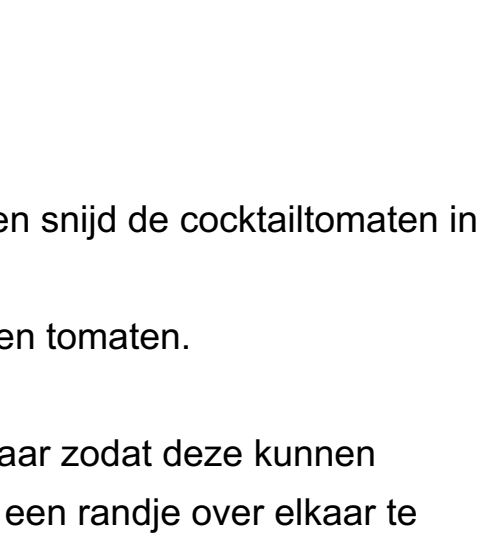 en snijd de cocktailtomaten in
en tomaten.
aar zodat deze kunnen
een randje over elkaar te